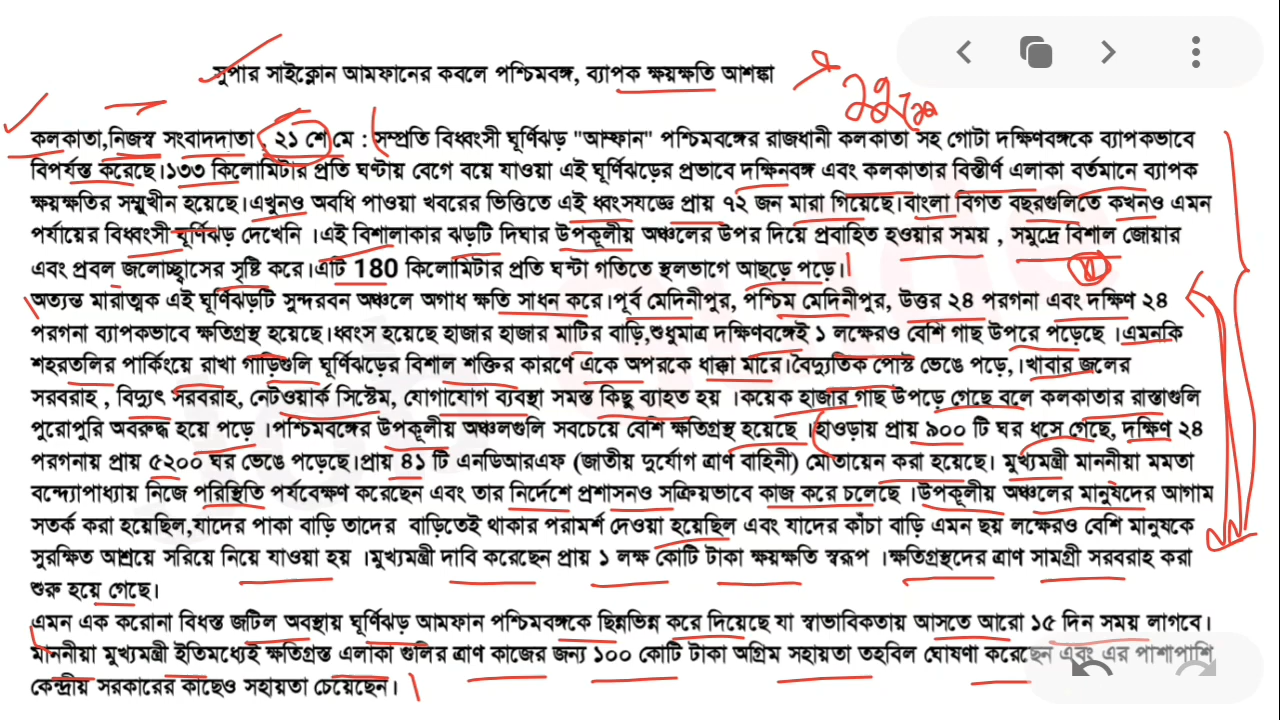 সুপার সাইক্লোন আমফানের কবলে পশ্চিমবঙ্গ, ব্যাপক ক্ষয়ক্ষতি আশঙ্কা
কলকাতা,নিজস্ব সংবাদদাতা , ২১ শে মে : সম্প্রতি বিধ্বংসী ঘূর্ণিঝড় "আম্ফান" পশ্চিমবঙ্গের রাজধানী কলকাতা সহ গোটা দক্ষিণবঙ্গকে ব্যাপকভাবে
বিপর্যস্ত করেছে।১৩৩ কিলোমিটার প্রতি ঘণ্টায় বেগে বয়ে যাওয়া এই ঘূর্ণিঝড়ের প্রভাবে দক্ষিনবঙ্গ এবং কলকাতার বিস্তীর্ণ এলাকা বর্তমানে ব্যাপক
ক্ষয়ক্ষতির সম্মুখীন হয়েছে।এখুনও অবধি পাওয়া খবরের ভিত্তিতে এই ধ্বংসযজ্ঞে প্রায় ৭২ জন মারা গিয়েছে।বাংলা বিগত বছরগুলিতে কখনও এমন
পর্যায়ের বিধ্বংসী ঘূর্ণিঝড় দেখেনি ।এই বিশালাকার ঝড়টি দিঘার উপকূলীয় অঞ্চলের উপর দিয়ে প্রবাহিত হওয়ার সময় , সমুদ্রে বিশাল জোয়ার
এবং প্রবল জলোচ্ছ্বাসের সৃষ্টি করে।এটি 180 কিলোমিটার প্রতি ঘন্টা গতিতে স্থলভাগে আছড়ে পড়ে।
অত্যন্ত মারাত্মক এই ঘূর্ণিঝড়টি সুন্দরবন অঞ্চলে অগাধ ক্ষতি সাধন করে।পূর্ব মেদিনীপুর, পশ্চিম মেদিনীপুর, উত্তর ২৪ পরগনা এবং দক্ষিণ ২৪
পরগনা ব্যাপকভাবে ক্ষতিগ্রস্থ হয়েছে।ধ্বংস হয়েছে হাজার হাজার মাটির বাড়ি,শুধুমাত্র দক্ষিণবঙ্গেই ১ লক্ষেরও বেশি গাছ উপরে পড়েছে ।এমনকি
শহরতলির পার্কিংয়ে রাখা গাড়িগুলি ঘূর্ণিঝড়ের বিশাল শক্তির কারণে একে অপরকে ধাক্কা মারে।বৈদ্যুতিক পোস্ট ভেঙে পড়ে,।খাবার জলের
সরবরাহ , বিদ্যুৎ সরবরাহ, নেটওয়ার্ক সিস্টেম, যোগাযোগ ব্যবস্থা সমস্ত কিছু ব্যাহত হয় ।কয়েক হাজার গাছ উপড়ে গেছে বলে কলকাতার রাস্তাগুলি
পুরোপুরি অবরুদ্ধ হয়ে পড়ে ।পশ্চিমবঙ্গের উপকূলীয় অঞ্চলগুলি সবচেয়ে বেশি ক্ষতিগ্রস্থ হয়েছে ।হাওড়ায় প্রায় ৯০০ টি ঘর ধসে গেছে, দক্ষিণ ২৪
পরগনায় প্রায় ৫২০০ ঘর ভেঙে পড়েছে।প্রায় ৪১ টি এনডিআরএফ (জাতীয় দুর্যোগ ত্রাণ বাহিনী) মোতায়েন করা হয়েছে। মুখ্যমন্ত্রী মাননীয়া মমতা
বন্দ্যোপাধ্যায় নিজে পরিস্থিতি পর্যবেক্ষণ করেছেন এবং তার নির্দেশে প্রশাসনও সক্রিয়ভাবে কাজ করে চলেছে ।উপকূলীয় অঞ্চলের মানুষদের আগাম
সতর্ক করা হয়েছিল,যাদের পাকা বাড়ি তাদের বাড়িতেই থাকার পরামর্শ দেওয়া হয়েছিল এবং যাদের কাঁচা বাড়ি এমন ছয় লক্ষেরও বেশি মানুষকে
সুরক্ষিত আশ্রয়ে সরিয়ে নিয়ে যাওয়া হয় ।মুখ্যমন্ত্রী দাবি করেছেন প্রায় ১ লক্ষ কোটি টাকা ক্ষয়ক্ষতি স্বরূপ ।ক্ষতিগ্রস্থদের ত্রাণ সামগ্রী সরবরাহ করা
শুরু হয়ে গেছে।
এমন এক করোনা বিধস্ত জটিল অবস্থায় ঘূর্ণিঝড় আমফান পশ্চিমবঙ্গকে ছিন্নভিন্ন করে দিয়েছে যা স্বাভাবিকতায় আসতে আরো ১৫ দিন সময় লাগবে।
মাননীয়া মুখ্যমন্ত্রী ইতিমধ্যেই ক্ষতিগ্রস্ত এলাকা গুলির ত্রাণ কাজের জন্য ১০০ কোটি টাকা অগ্রিম সহায়তা তহবিল ঘোষণা করেছেন এবং এর পাশাপাশি
কেন্দ্রীয় সরকারের কাছেও সহায়তা চেয়েছেন।